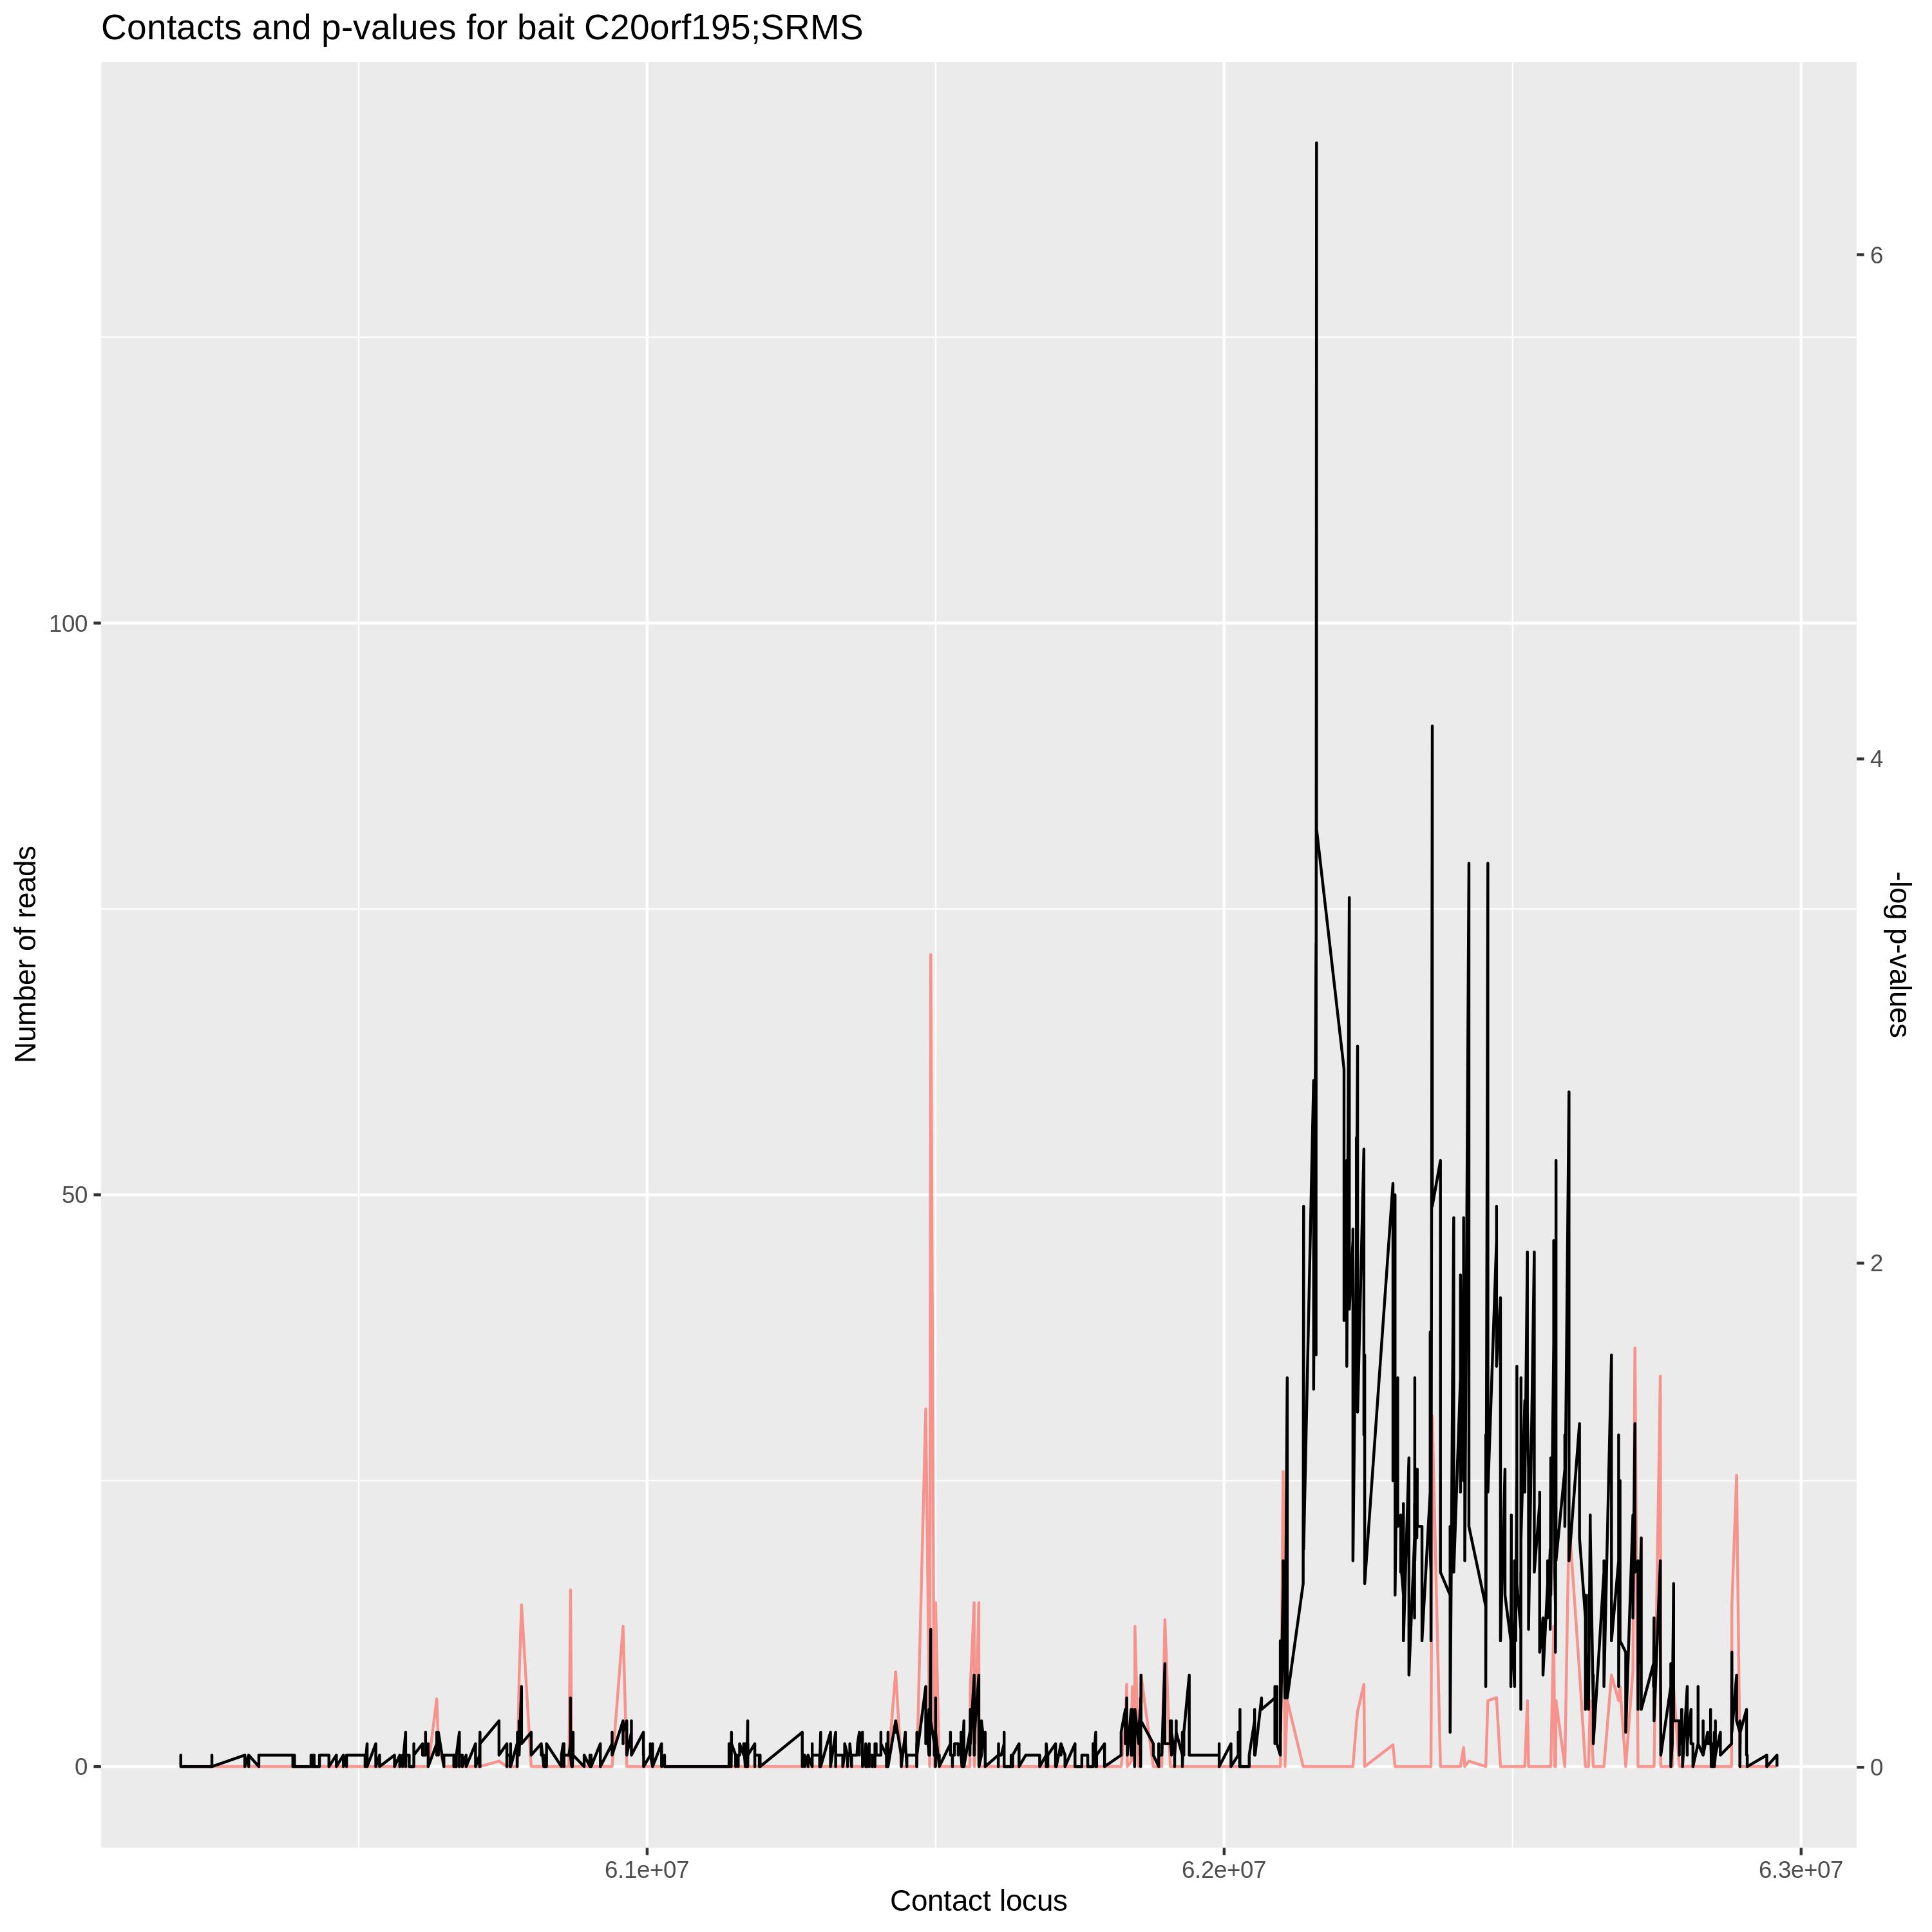 Contacts and p-values for bait C20orf195;SRMS
Number of reads
100
50
0
6
4
2
0
-log p-values
6.1e+07
6.2e+07
6.3e+07
Contact locus